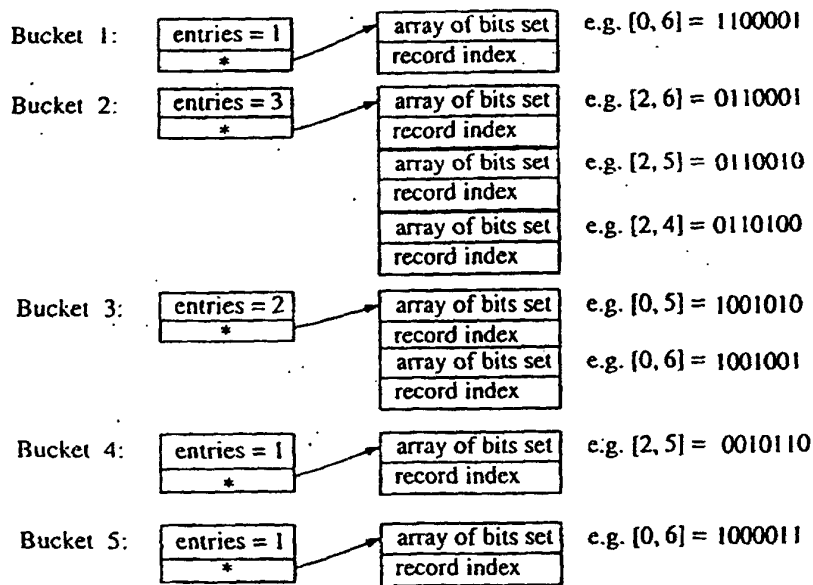 Bucket 1: entries = 1 array of bits set e.g. [0, 6] = 1100001
* record index
Bucket 2: entries = 3 array of bits set e.g. [2, 6] = 0110001
* record index
array of bits set e.g. [2, 5] = 0110010
record index
array of bits set e.g. [2, 4] = 0110100
record index
Bucket 3: entries = 2 array of bits set e.g. [0, 5] = 1001010
* record index
array of bits set e.g. [0, 6] = 1001001
record index
Bucket 4: entries = 1 array of bits set e.g. [2, 5] = 0010110
* record index
Bucket 5: entries = 1 array of bits set e.g. [0, 6] = 1000011
* record index